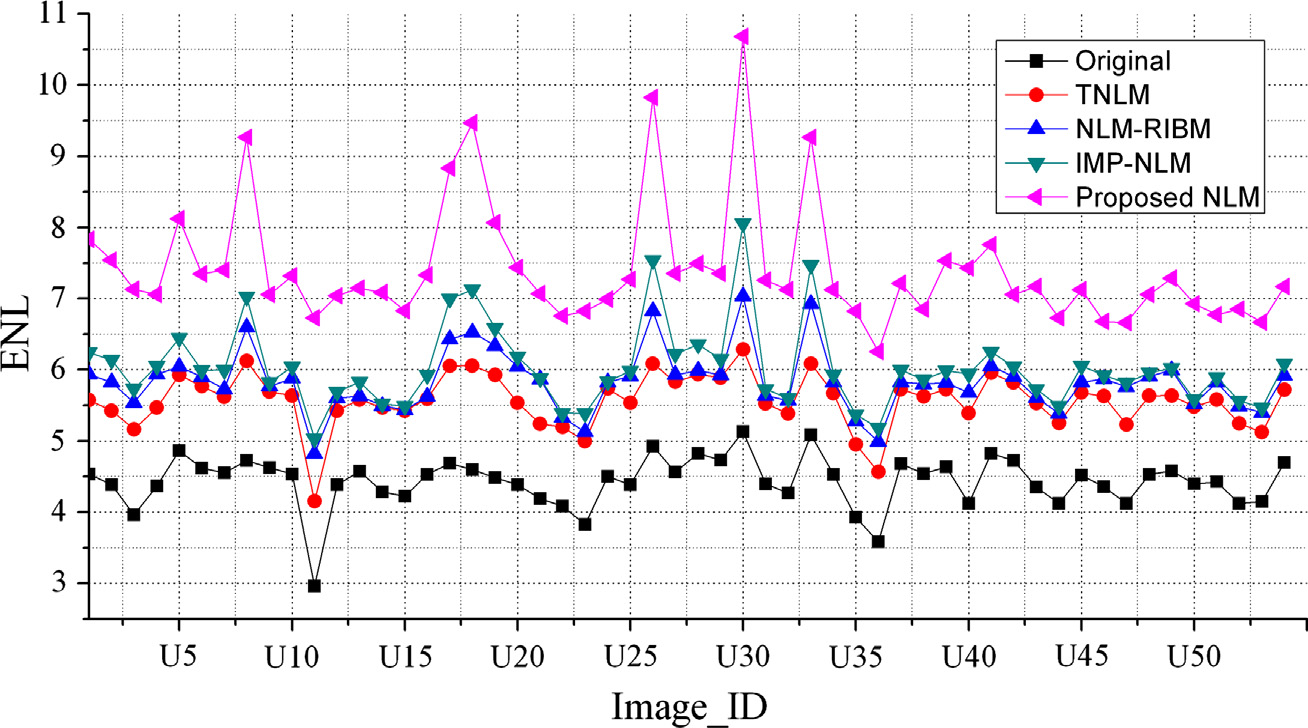 11
10
9
8
7
6
5
4
3
ENL
Original
TNLM
NLM-RIBM
IMP-NLM
Proposed NLM
U5 U10 U15 U20 U25 U30 U35 U40 U45 U50
Image_ID